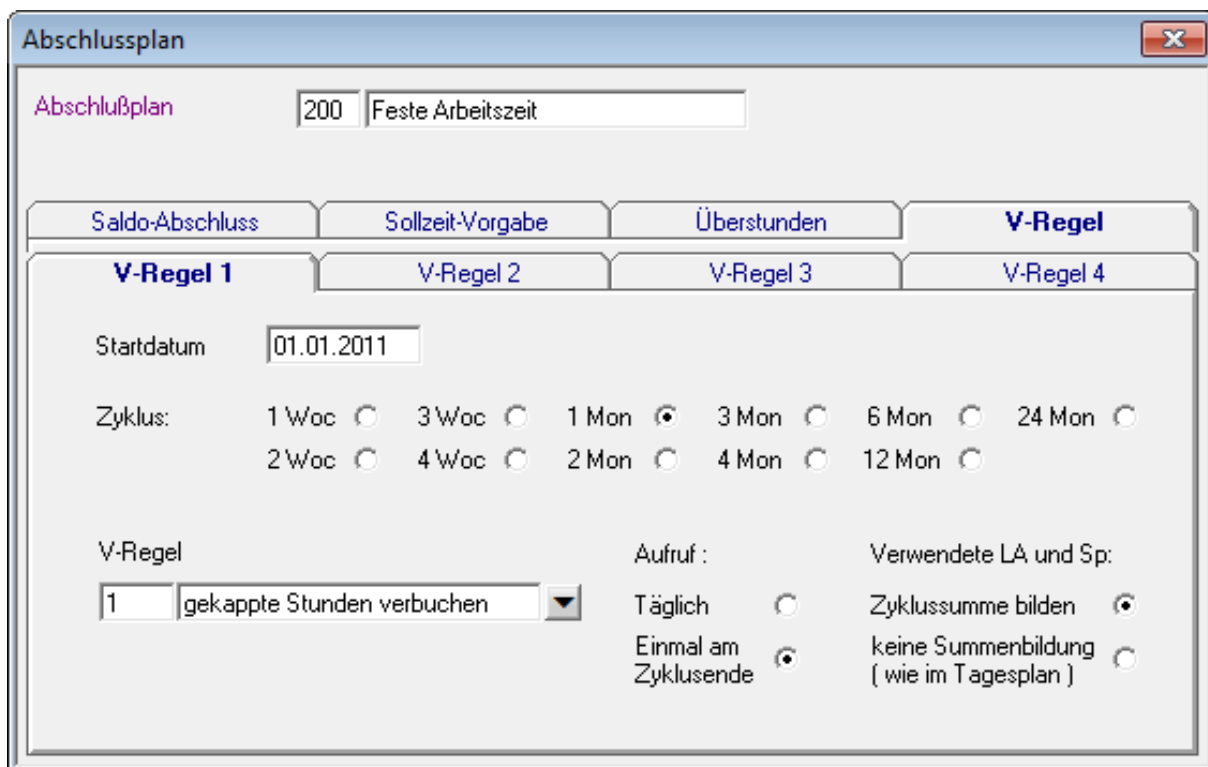 Abschlussplan
Abschlußplan 200 Feste Arbeitszeit
Saldo-Abschluss Sollzeit-Vorgabe Überstunden V-Regel
V-Regel 1 V-Regel 2 V-Regel 3 V-Regel 4
Startdatum 01.01.2011
Zyklus: 1 Woc 3 Woc 1 Mon 3 Mon 6 Mon 24 Mon
2 Woc 4 Woc 2 Mon 4 Mon 12 Mon
V-Regel Aufruf : Verwendete LA und Sp:
1 gekappte Stunden verbuchen Täglich Zyklussumme bilden
Einmal am keine Summenbildung
Zyklusende ( wie im Tagesplan )